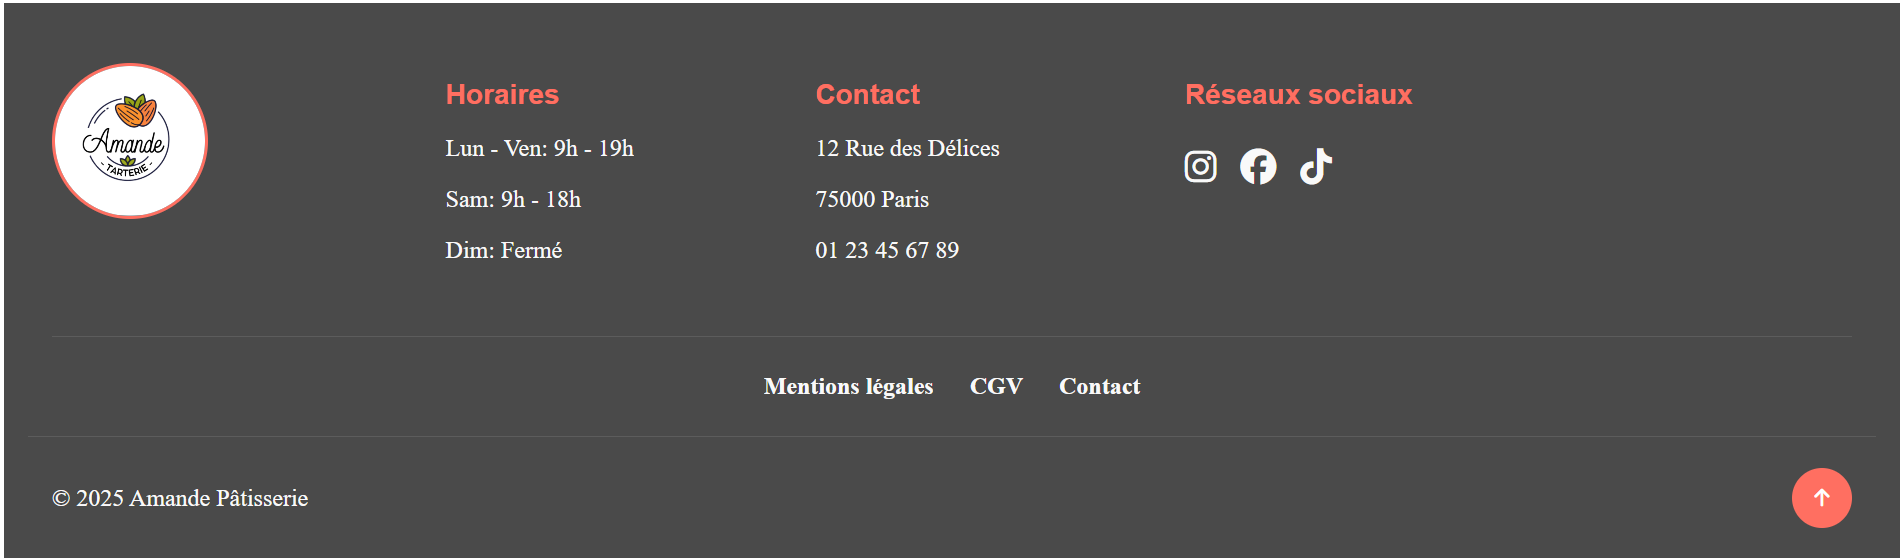 Amande
TARTERIE
Horaires
Lun - Ven: 9h - 19h
Sam: 9h - 18h
Dim: Fermé
Contact
12 Rue des Délices
75000 Paris
01 23 45 67 89
Réseaux sociaux
Mentions légales CGV Contact
© 2025 Amande Pâtisserie